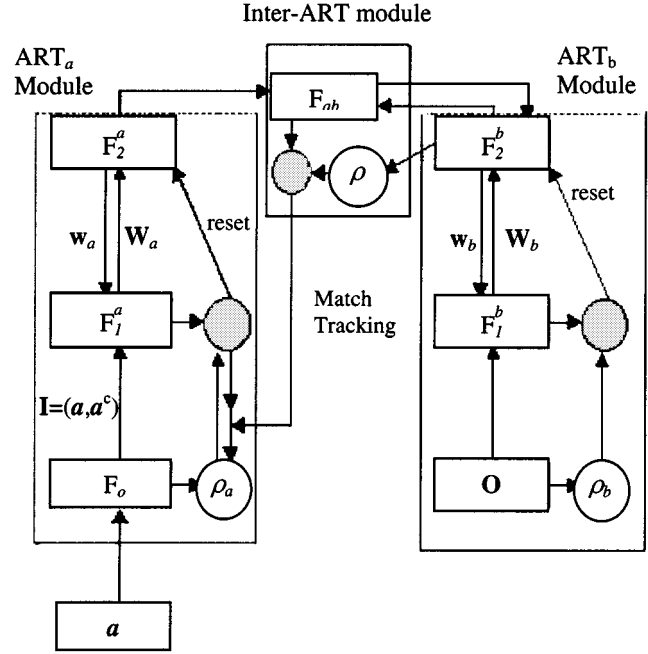 Inter-ART module
ARTa
Module
ARTb
Module
Fab
F2a
F2b
ρ
reset
reset
wa
Wa
wb
Wb
F1a
F1b
Match
Tracking
I=(a,ac)
Fo
ρa
O
ρb
a